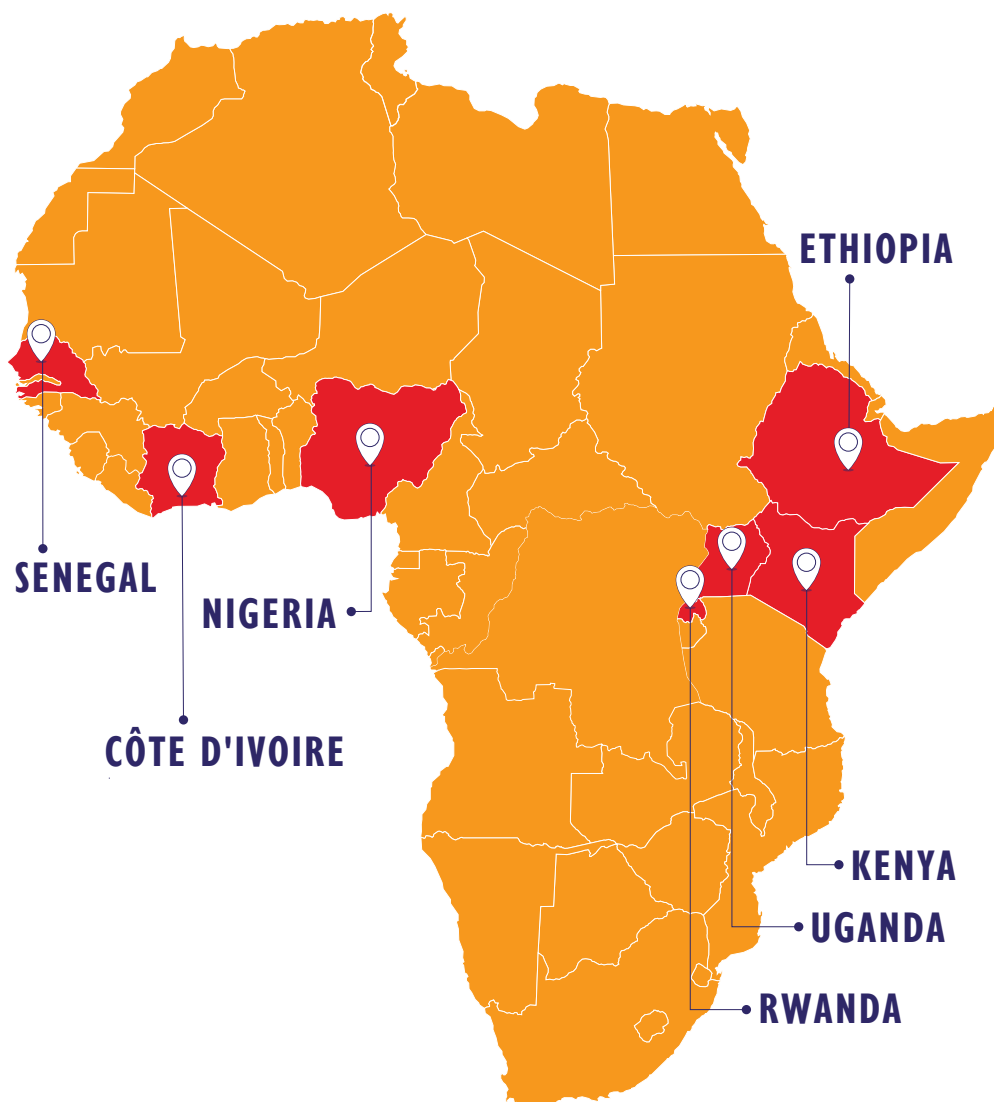 ETHIOPIA
SENEGAL
NIGERIA
CÔTE D'IVOIRE
KENYA
UGANDA
RWANDA